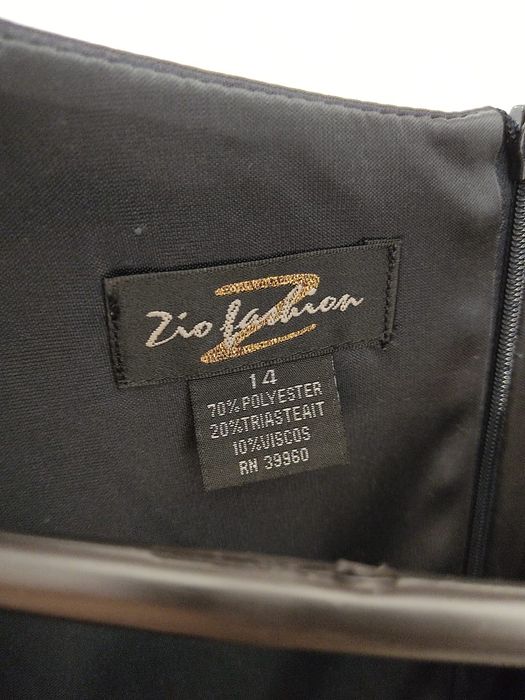 Zio fashion
14
70%POLYESTER
20%TRIASTEAIT
10%VISCOS
RN 39960